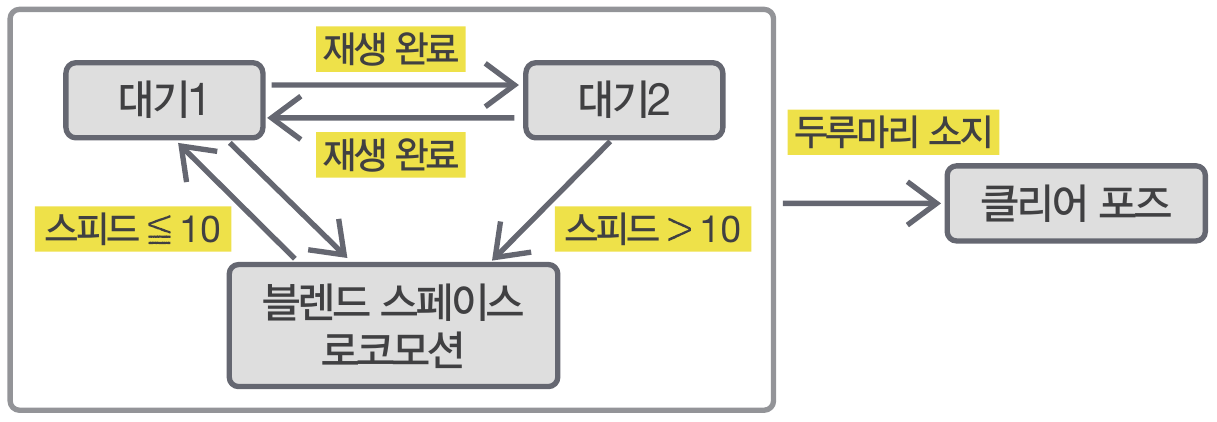 재생 완료
대기1
대기2
재생 완료
두루마리 소지
클리어 포즈
스피드 ≦ 10
스피드 > 10
블렌드 스페이스
로코모션